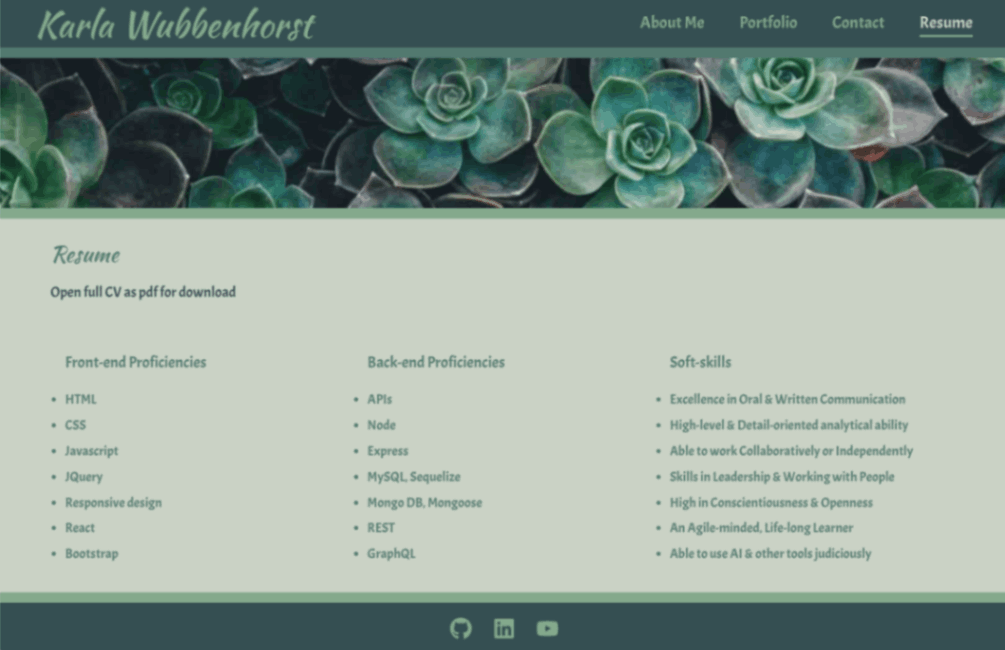 Karla Wubbenhorst
About Me Portfolio Contact Resume
Resume
Open full CV as pdf for download
Front-end Proficiencies
HTML
CSS
Javascript
JQuery
Responsive design
React
Bootstrap
Back-end Proficiencies
APIs
Node
Express
MySQL, Sequelize
Mongo DB, Mongoose
REST
GraphQL
Soft-skills
Excellence in Oral & Written Communication
High-level & Detail-oriented analytical ability
Able to work Collaboratively or Independently
Skills in Leadership & Working with People
High in Conscientiousness & Openness
An Agile-minded, Life-long Learner
Able to use AI & other tools judiciously